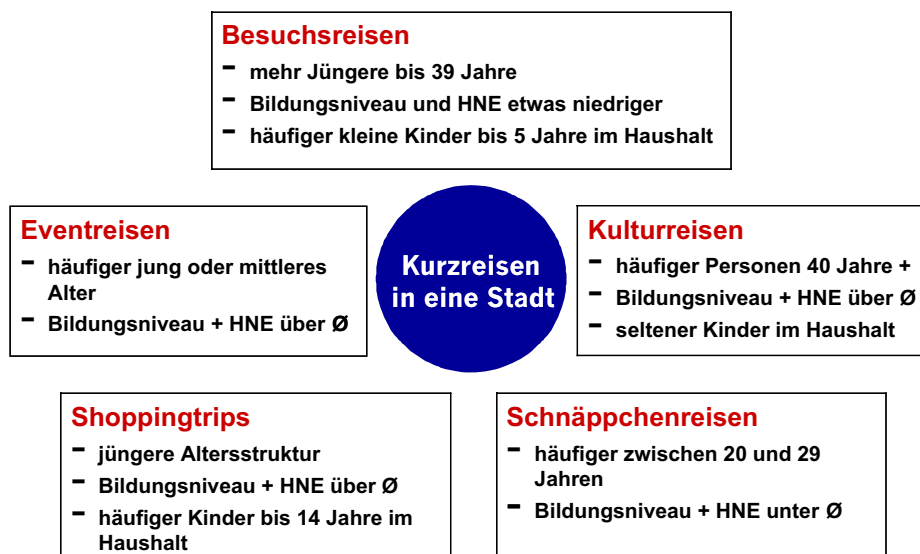 Besuchsreisen
- mehr Jüngere bis 39 Jahre
- Bildungsniveau und HNE etwas niedriger
- häufiger kleine Kinder bis 5 Jahre im Haushalt
Eventreisen
- häufiger jung oder mittleres
Alter
- Bildungsniveau + HNE über Ø
Kurzreisen
in eine Stadt
Kulturreisen
- häufiger Personen 40 Jahre +
- Bildungsniveau + HNE über Ø
- seltener Kinder im Haushalt
Shoppingtrips
- jüngere Altersstruktur
- Bildungsniveau + HNE über Ø
- häufiger Kinder bis 14 Jahre im
Haushalt
Schnäppchenreisen
- häufiger zwischen 20 und 29
Jahren
- Bildungsniveau + HNE unter Ø